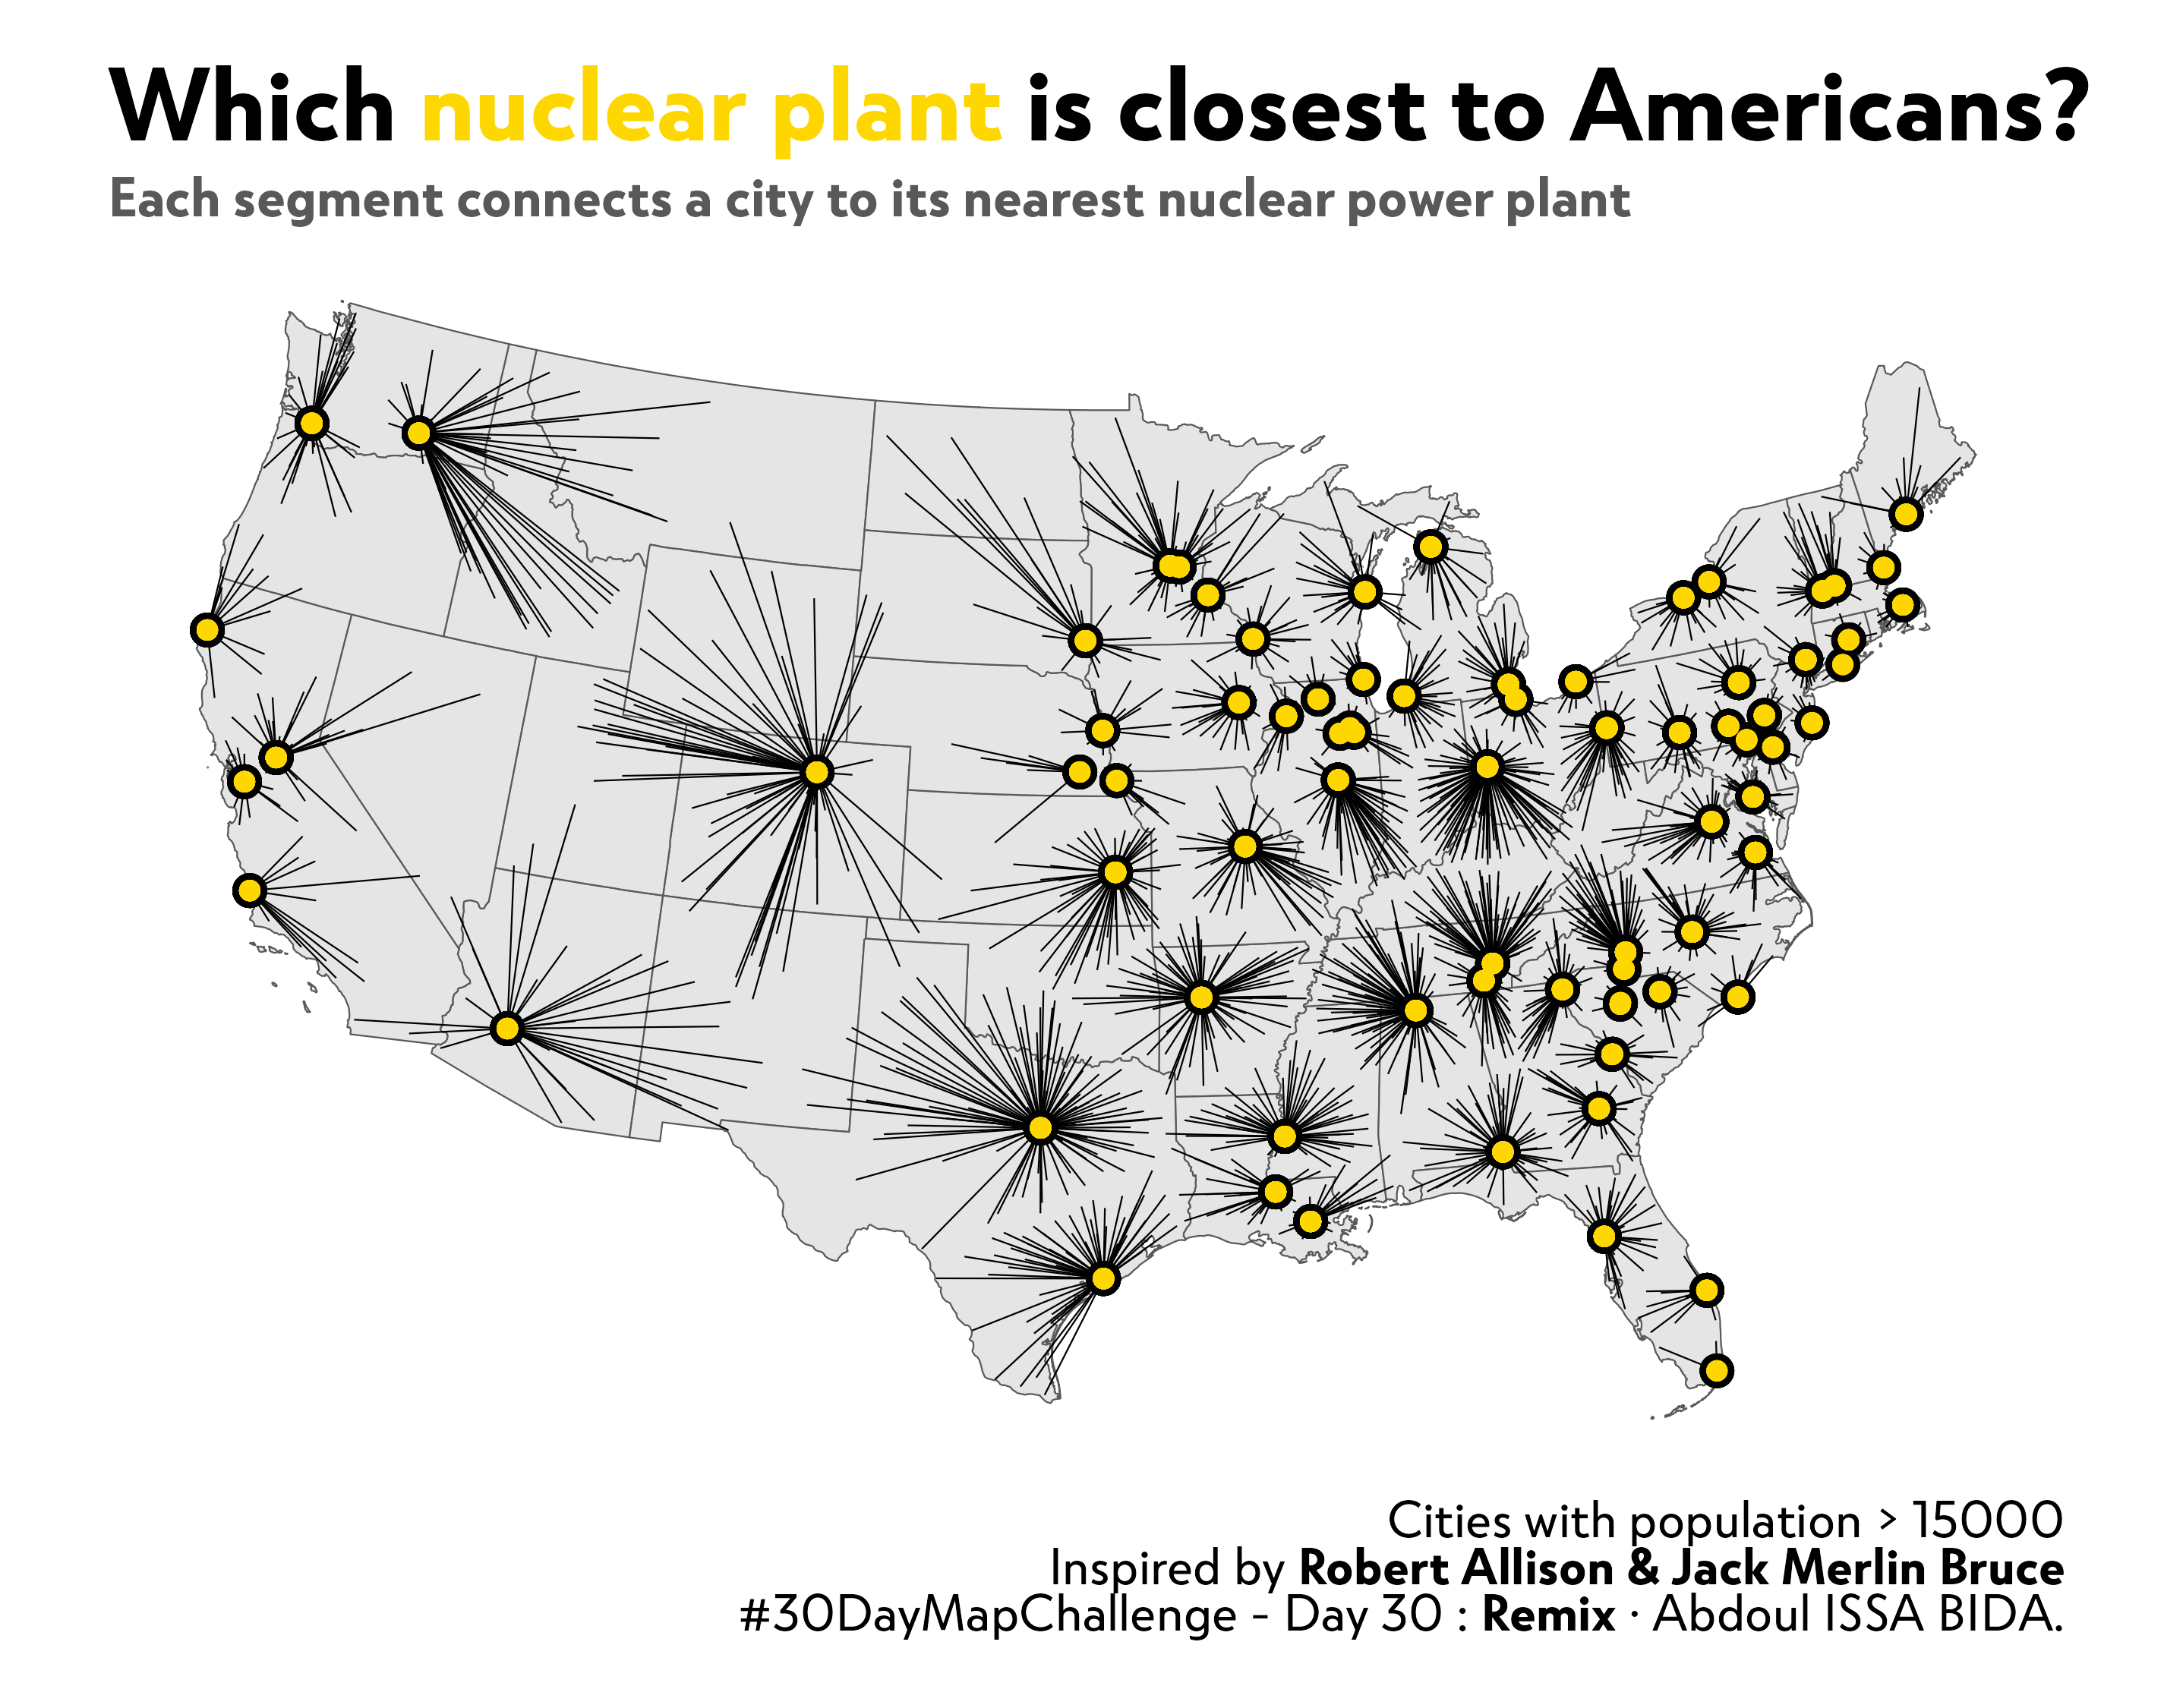 Which nuclear plant is closest to Americans?
Each segment connects a city to its nearest nuclear power plant
Cities with population > 15000
Inspired by Robert Allison & Jack Merlin Bruce
#30DayMapChallenge - Day 30 : Remix · Abdoul ISSA BIDA.